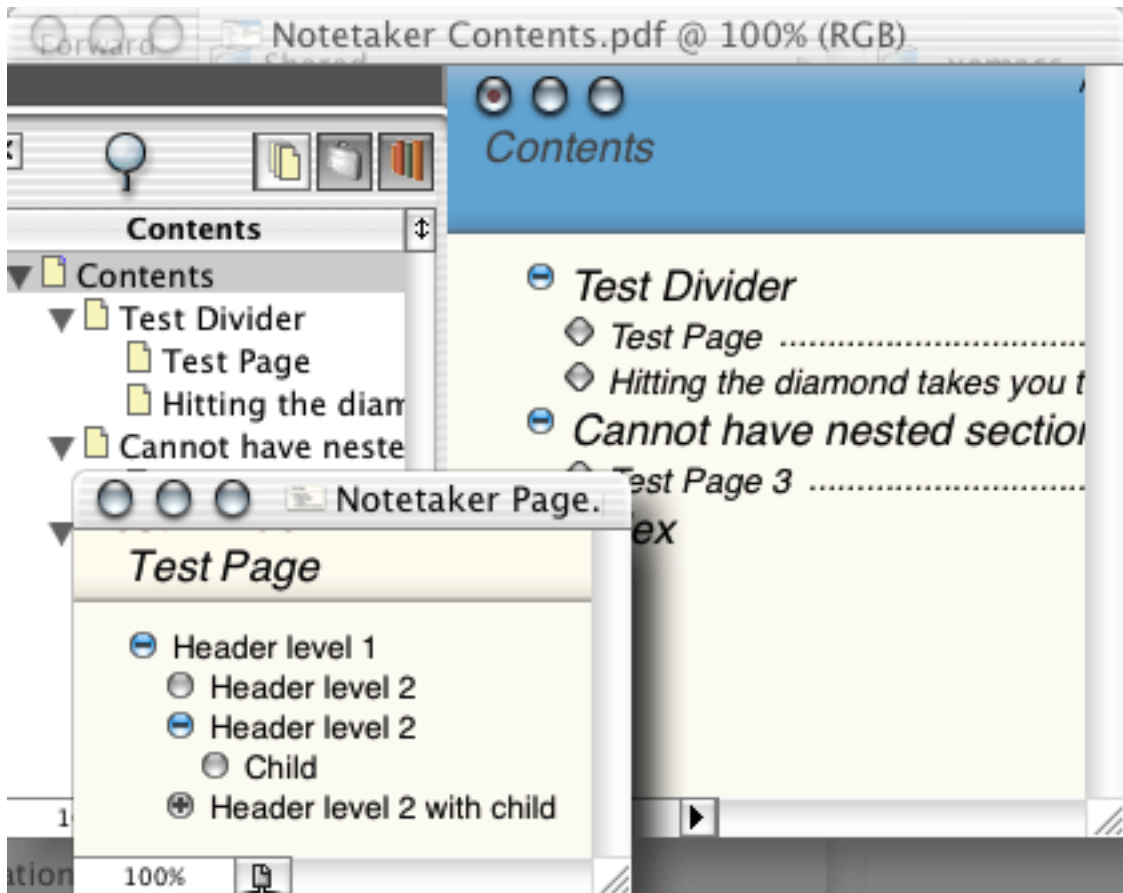 Forward
Notetaker Contents.pdf @ 100% (RGB)
Shared
Contents
Contents
Contents
Test Divider
Test Page
Hitting the diam
Cannot have neste
Test Divider
Test Page
Hitting the diamond takes you t
Cannot have nested section
Test Page 3
ex
Notetaker Page.
Test Page
Header level 1
Header level 2
Header level 2
Child
Header level 2 with child
100%